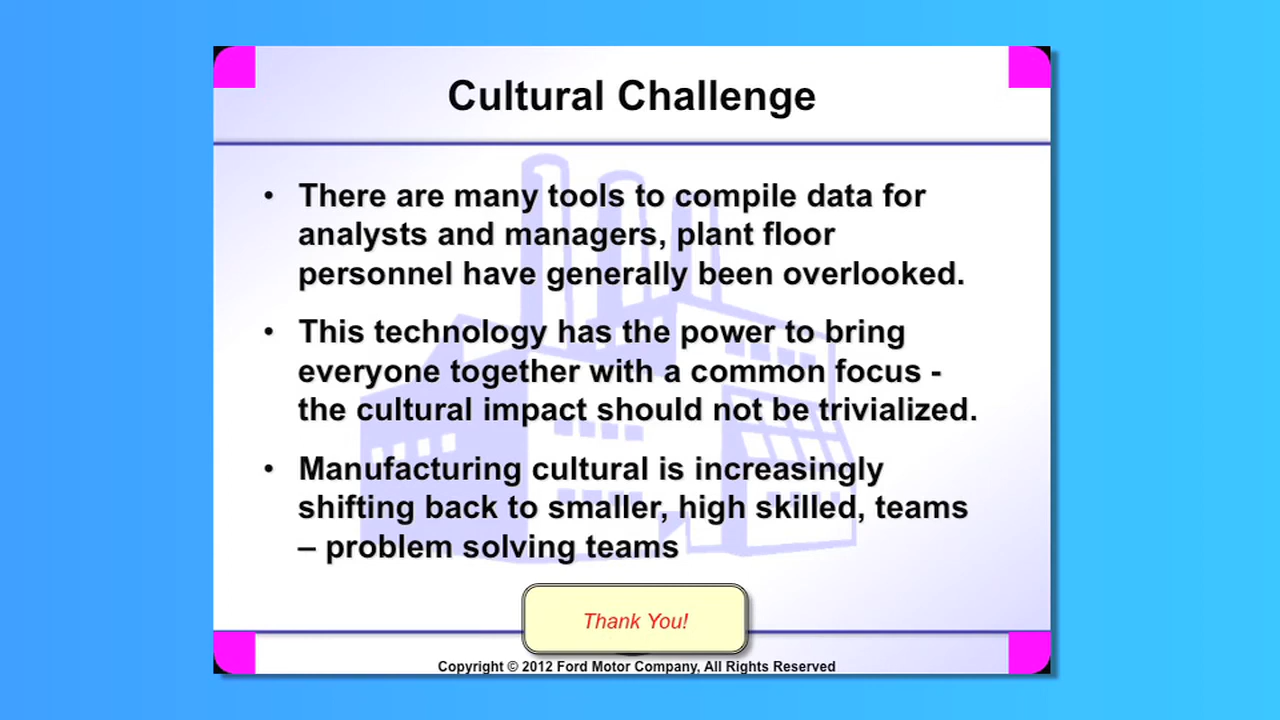 Cultural Challenge
• There are many tools to compile data for
analysts and managers, plant floor
personnel have generally been overlooked.
• This technology has the power to bring
everyone together with a common focus -
the cultural impact should not be trivialized.
• Manufacturing cultural is increasingly
shifting back to smaller, high skilled, teams
– problem solving teams
Thank You!
Copyright © 2012 Ford Motor Company, All Rights Reserved